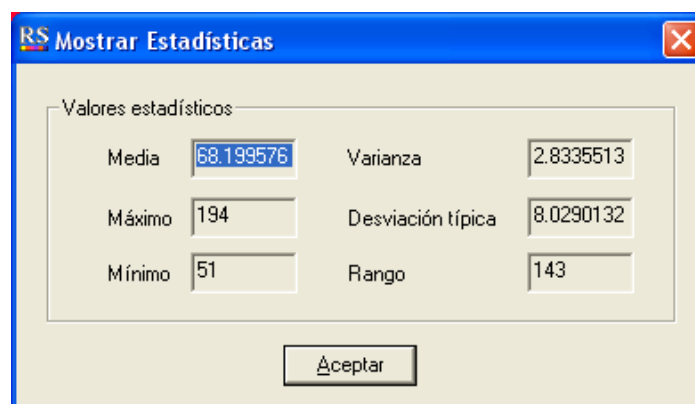 RS Mostrar Estadísticas
Valores estadísticos
Media 68.199576 Varianza 2.8335513
Máximo 194 Desviación típica 8.0290132
Mínimo 51 Rango 143
Aceptar